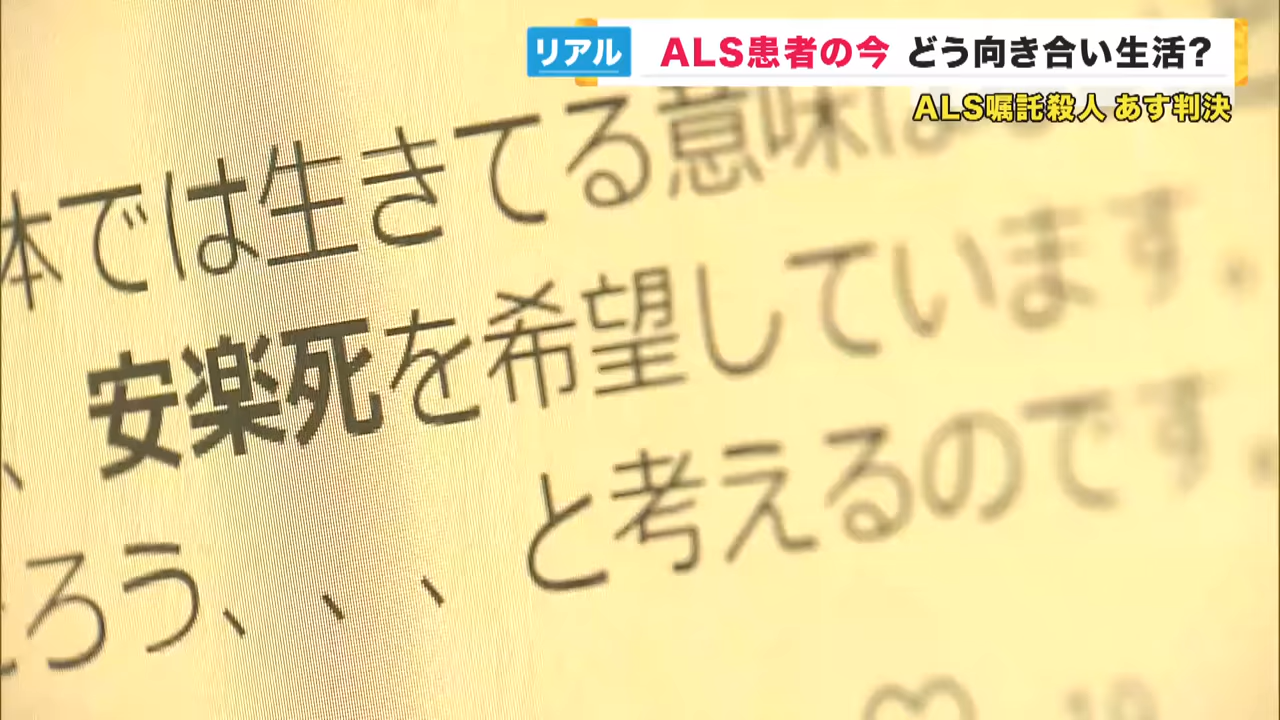 リアル
ALS患者の今 どう向き合い生活?
ALS嘱託殺人 あす判決
体では生きてる意味は
、安楽死を希望しています。
ろう、、、と考えるのです。
10